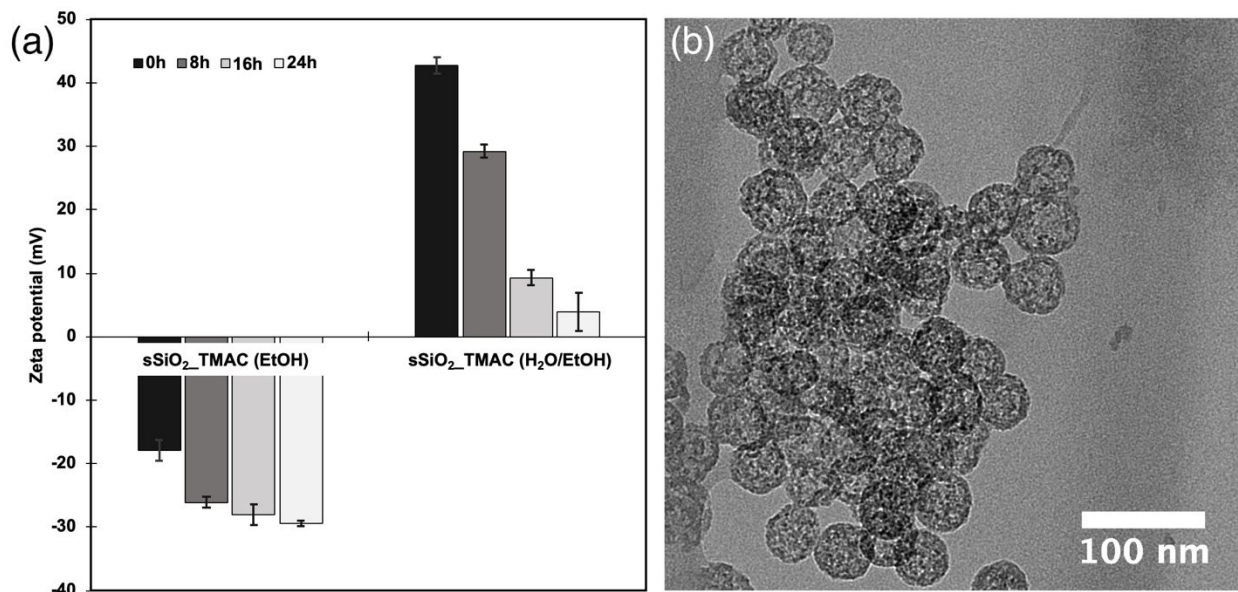 (a)
50
40
30
20
10
0
-10
-20
-30
-40
Zeta potential (mV)
0h 8h 16h 24h
sSiO₂_TMAC (EtOH)
sSiO₂_TMAC (H₂O/EtOH)
(b)
100 nm